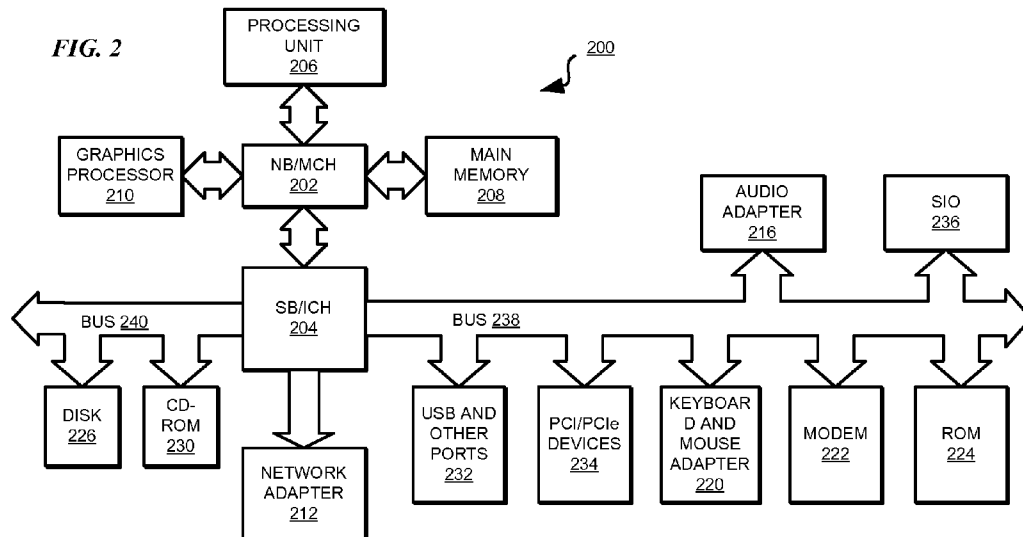 FIG. 2
PROCESSING
UNIT
206
200
GRAPHICS
PROCESSOR
210
NB/MCH
202
MAIN
MEMORY
208
AUDIO
ADAPTER
216
SIO
236
SB/ICH
204
BUS 240
BUS 238
DISK
226
CD-
ROM
230
NETWORK
ADAPTER
212
USB AND
OTHER
PORTS
232
PCI/PCIe
DEVICES
234
KEYBOAR
D AND
MOUSE
ADAPTER
220
MODEM
222
ROM
224